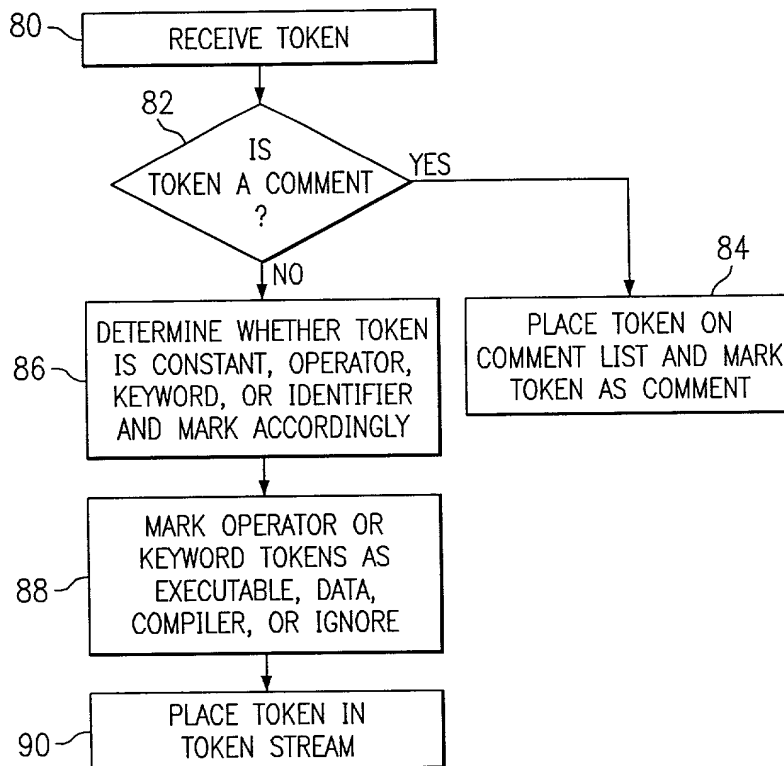 80
RECEIVE TOKEN
82
IS
TOKEN A COMMENT
?
YES
NO
84
PLACE TOKEN ON
COMMENT LIST AND MARK
TOKEN AS COMMENT
86
DETERMINE WHETHER TOKEN
IS CONSTANT, OPERATOR,
KEYWORD, OR IDENTIFIER
AND MARK ACCORDINGLY
88
MARK OPERATOR OR
KEYWORD TOKENS AS
EXECUTABLE, DATA,
COMPILER, OR IGNORE
90
PLACE TOKEN IN
TOKEN STREAM